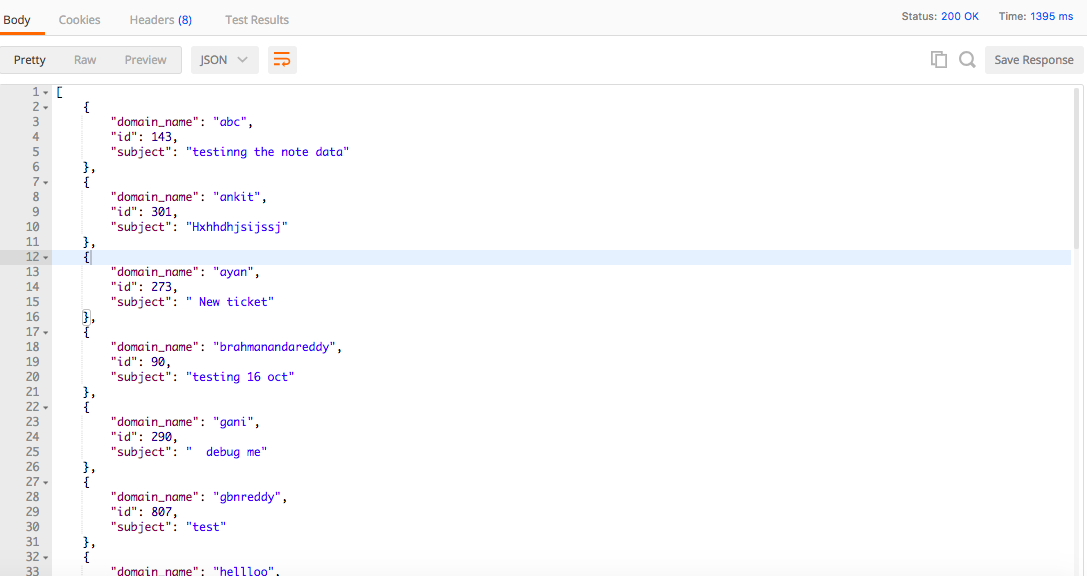 Body Cookies Headers (8) Test Results Status: 200 OK Time: 1395 ms
Pretty Raw Preview JSON Save Response
1 [
2 {
3 "domain_name": "abc",
4 "id": 143,
5 "subject": "testinng the note data"
6 },
7 {
8 "domain_name": "ankit",
9 "id": 301,
10 "subject": "Hxhhdhjsijssj"
11 },
12 {
13 "domain_name": "ayan",
14 "id": 273,
15 "subject": " New ticket"
16 },
17 {
18 "domain_name": "brahmanandareddy",
19 "id": 90,
20 "subject": "testing 16 oct"
21 },
22 {
23 "domain_name": "gani",
24 "id": 290,
25 "subject": "  debug me"
26 },
27 {
28 "domain_name": "gbnreddy",
29 "id": 807,
30 "subject": "test"
31 },
32 {
33 "domain_name": "hellloo",